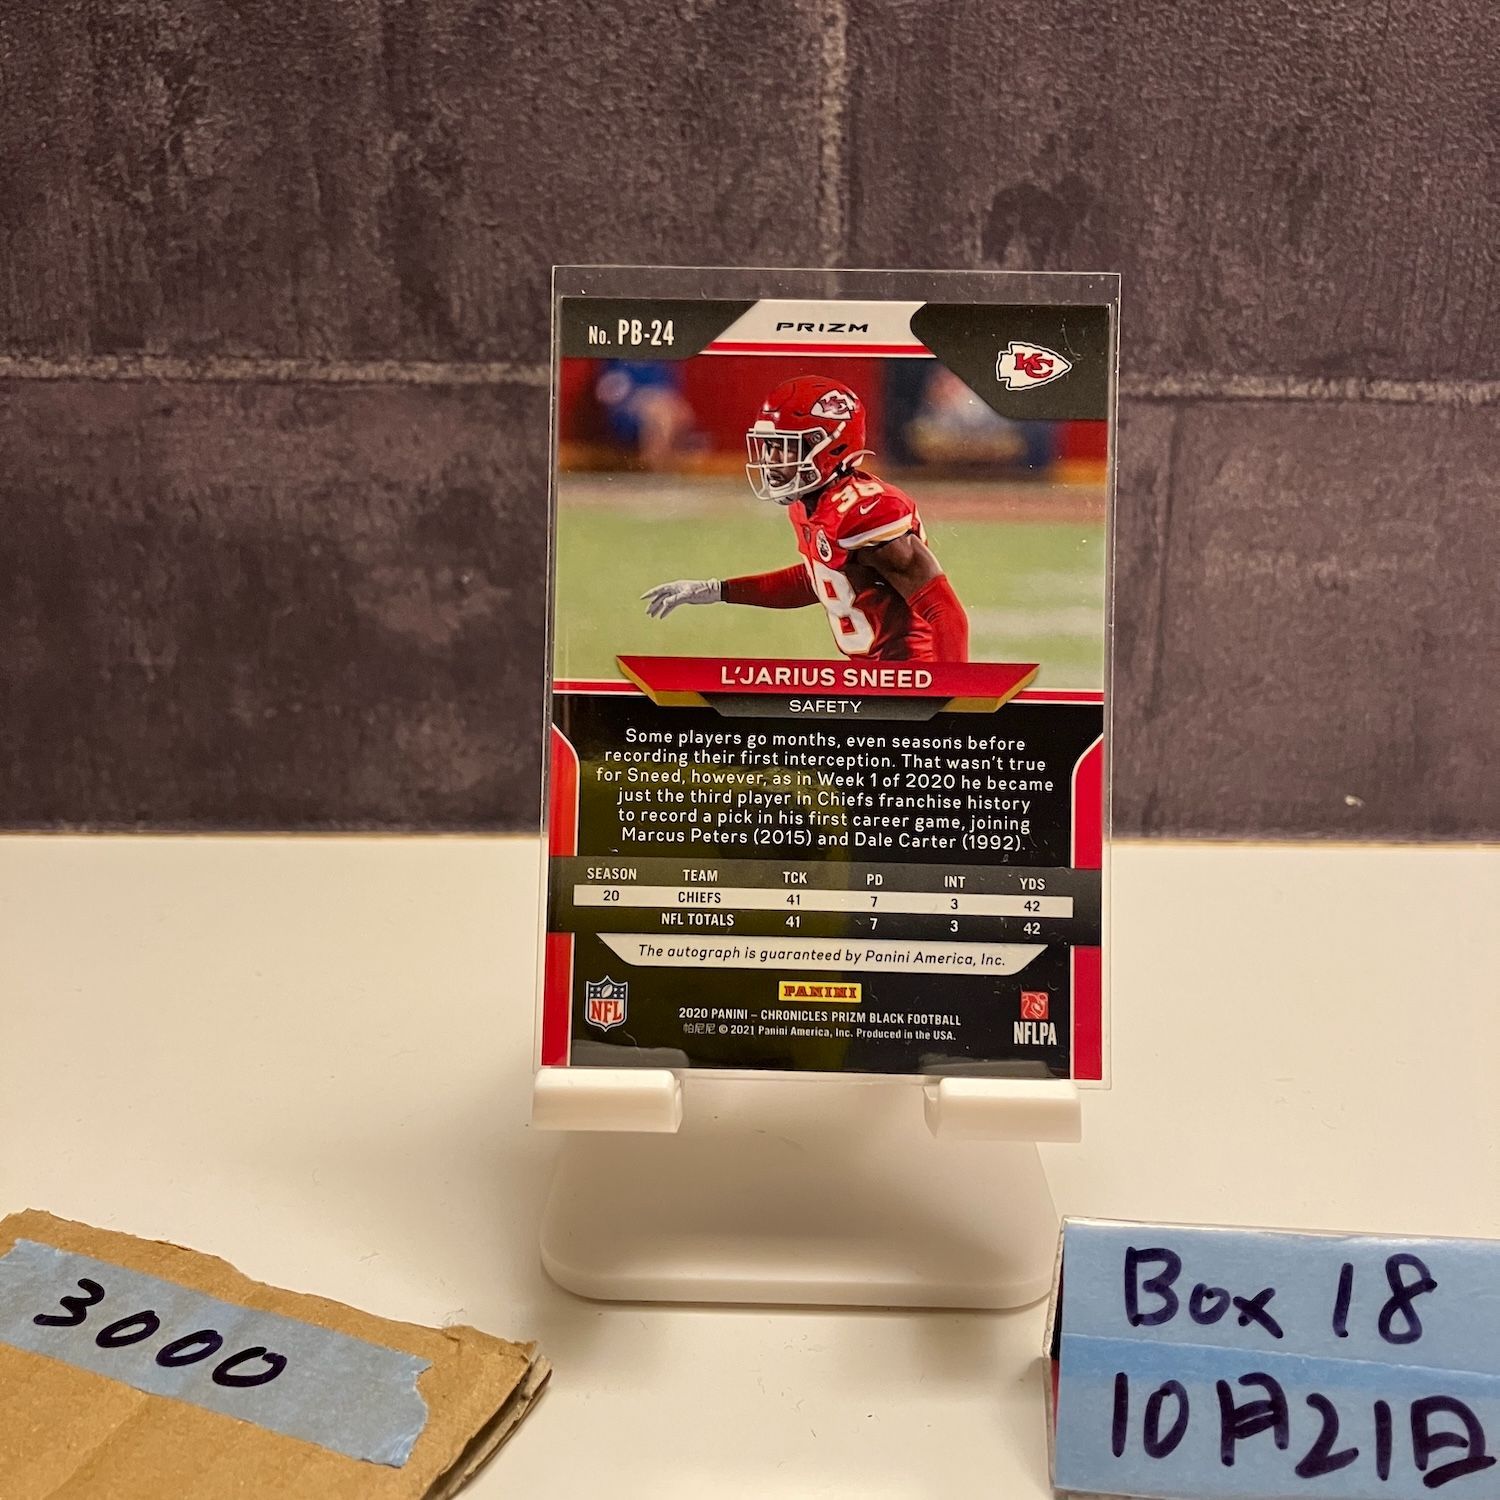 No. PB-24
PRIZM
KC
KC
38
38
L'JARIUS SNEED
SAFETY
Some players go months, even seasons before
recording their first interception. That wasn't true
for Sneed, however, as in Week 1 of 2020 he became
just the third player in Chiefs franchise history
to record a pick in his first career game, joining
Marcus Peters (2015) and Dale Carter (1992).
SEASON TEAM TCK PD INT YDS
20 CHIEFS 41 7 3 42
NFL TOTALS 41 7 3 42
The autograph is guaranteed by Panini America, Inc.
NFL
PANINI
2020 PANINI – CHRONICLES PRIZM BLACK FOOTBALL
帕尼尼 © 2021 Panini America, Inc. Produced in the USA.
NFLPA
3000
Box 18
10月21日